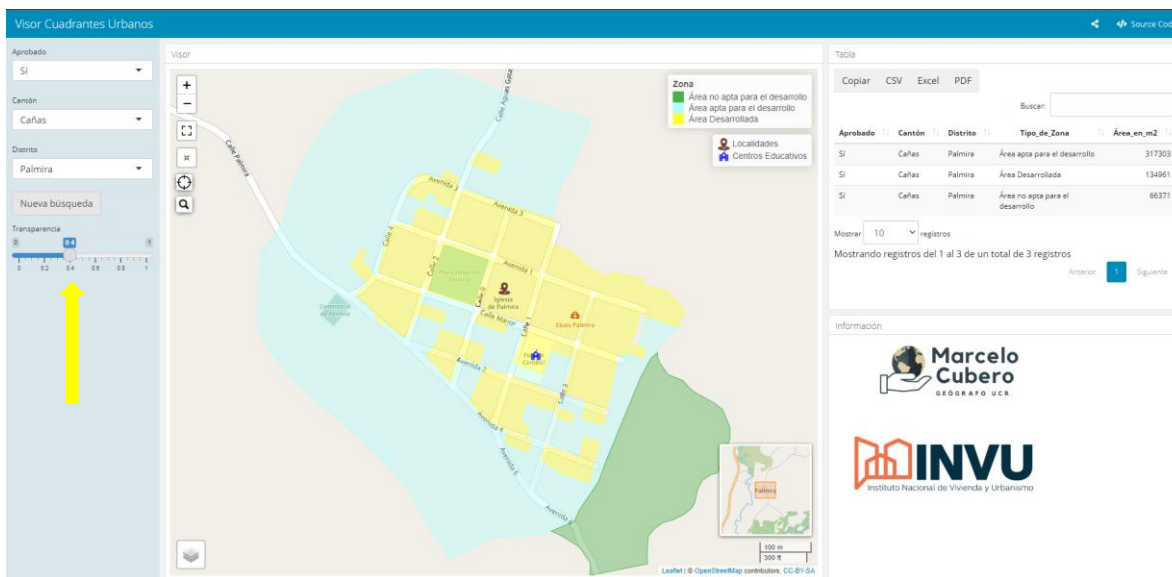 Visor Cuadrantes Urbanos
Source Cod
Aprobado
Sí
Cantón
Cañas
Distrito
Palmira
Nueva búsqueda
Transparencia
0
0.4
1
0 0.2 0.4 0.6 0.8 1
Visor
+
−
Zona
Área no apta para el desarrollo
Área apta para el desarrollo
Área Desarrollada
Localidades
Centros Educativos
Calle Palmira
Avenida 3
Avenida 3
Calle 4
Calle 2
Avenida 1
Calle 0
Iglesia
de Palmira
Calle Mayor
Calle 1
Ebais Palmira
Avenida 2
Calle 3
Avenida 4
Avenida 6
Avenida 6
Palmira
100 m
300 ft
Leaflet | © OpenStreetMap contributors, CC-BY-SA
Tabla
Copiar CSV Excel PDF
Buscar:
Aprobado Cantón Distrito Tipo_de_Zona Área_en_m2
Sí Cañas Palmira Área apta para el desarrollo 317303
Sí Cañas Palmira Área Desarrollada 134961
Sí Cañas Palmira Área no apta para el 66371
desarrollo
Mostrar 10 registros
Mostrando registros del 1 al 3 de un total de 3 registros
Anterior 1 Siguiente
Información
Marcelo
Cubero
GEÓGRAFO UCR
INVU
Instituto Nacional de Vivienda y Urbanismo